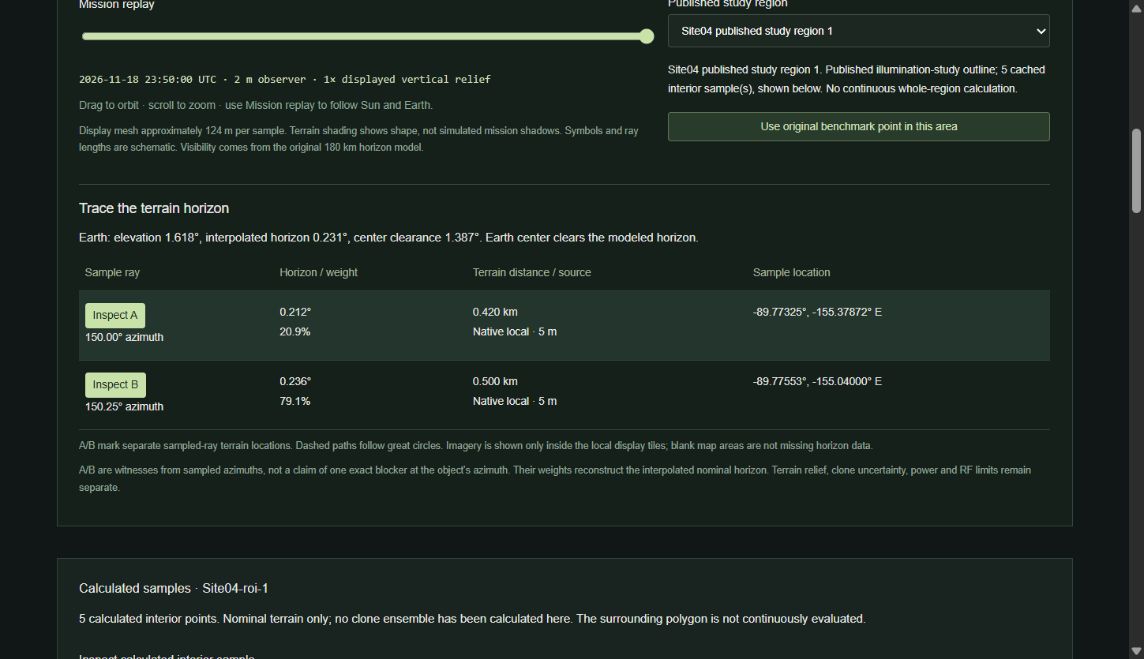 Mission replay
Published study region
Site04 published study region 1
2026-11-18 23:50:00 UTC · 2 m observer · 1× displayed vertical relief
Drag to orbit · scroll to zoom · use Mission replay to follow Sun and Earth.
Display mesh approximately 124 m per sample. Terrain shading shows shape, not simulated mission shadows. Symbols and ray
lengths are schematic. Visibility comes from the original 180 km horizon model.
Site04 published study region 1. Published illumination-study outline; 5 cached
interior sample(s), shown below. No continuous whole-region calculation.
Use original benchmark point in this area
Trace the terrain horizon
Earth: elevation 1.618°, interpolated horizon 0.231°, center clearance 1.387°. Earth center clears the modeled horizon.
Sample ray Horizon / weight Terrain distance / source Sample location
Inspect A 0.212° 0.420 km -89.77325°, -155.37872° E
150.00° azimuth 20.9% Native local · 5 m
Inspect B 0.236° 0.500 km -89.77553°, -155.04000° E
150.25° azimuth 79.1% Native local · 5 m
A/B mark separate sampled-ray terrain locations. Dashed paths follow great circles. Imagery is shown only inside the local display tiles; blank map areas are not missing horizon data.
A/B are witnesses from sampled azimuths, not a claim of one exact blocker at the object's azimuth. Their weights reconstruct the interpolated nominal horizon. Terrain relief, clone uncertainty, power and RF limits remain
separate.
Calculated samples · Site04-roi-1
5 calculated interior points. Nominal terrain only; no clone ensemble has been calculated here. The surrounding polygon is not continuously evaluated.
Inspect calculated interior sample